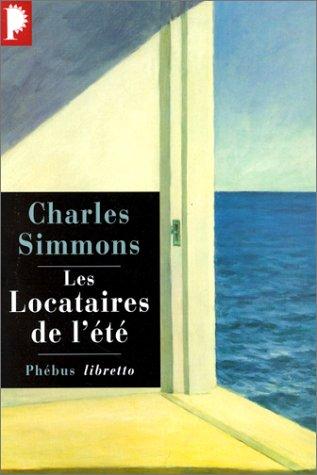 Charles
Simmons
Les
Locataires
de l'été
Phébus libretto